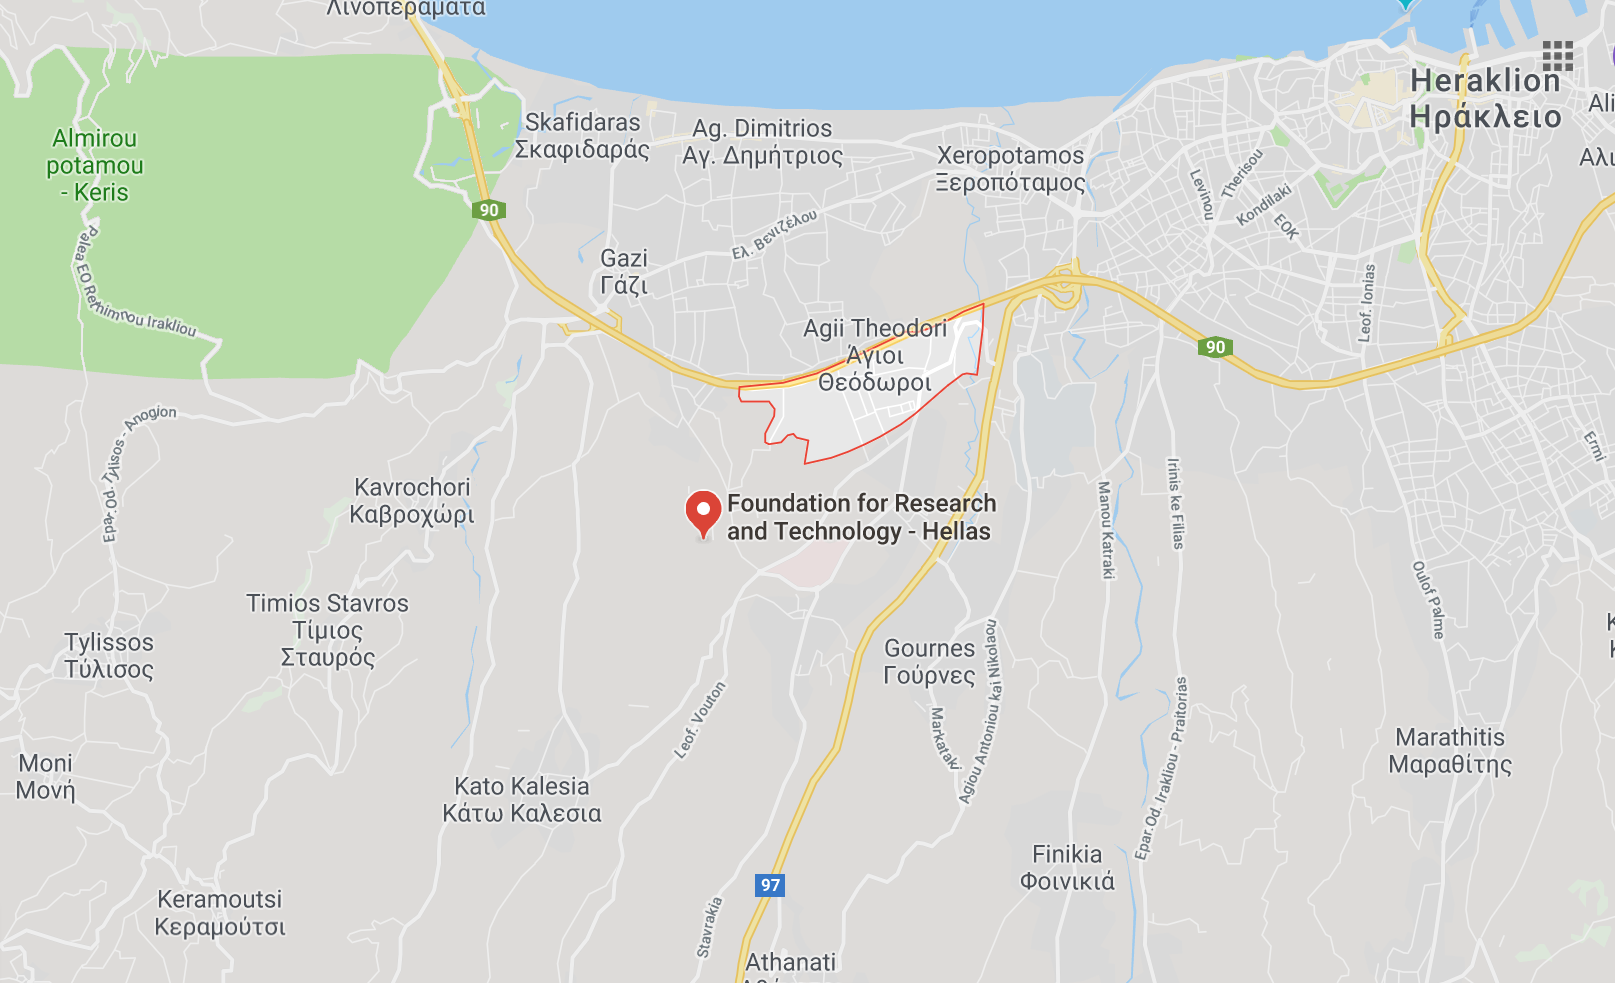 Λινοπεράματα
Heraklion
Ηράκλειο
Almirou
potamou
- Keris
Skafidaras
Σκαφιδαράς
Ag. Dimitrios
Αγ. Δημήτριος
Xeropotamos
Ξεροπόταμος
Levinou
Therisou
Kondilaki
EOK
90
Ελ. Βενιζέλου
Gazi
Γάζι
Palea EO Rethimnou Irakliou
Leof. Ionias
Agii Theodori
Άγιοι
Θεόδωροι
90
Epar.Od. Tylisos - Anogion
Ermi
Kavrochori
Καβροχώρι
Foundation for Research
and Technology - Hellas
Manou Katraki
Irinis ke Filias
Oulof Palme
Timios Stavros
Τίμιος
Σταυρός
Tylissos
Τύλισος
Gournes
Γούρνες
Leof. Vouton
Markataki
Agiou Antoniou kai Nikolaou
Epar.Od. Irakliou - Praitorias
Marathitis
Μαραθίτης
Moni
Μονή
Kato Kalesia
Κάτω Καλεσια
Finikia
Φοινικιά
97
Keramoutsi
Κεραμούτσι
Stavrakia
Athanati